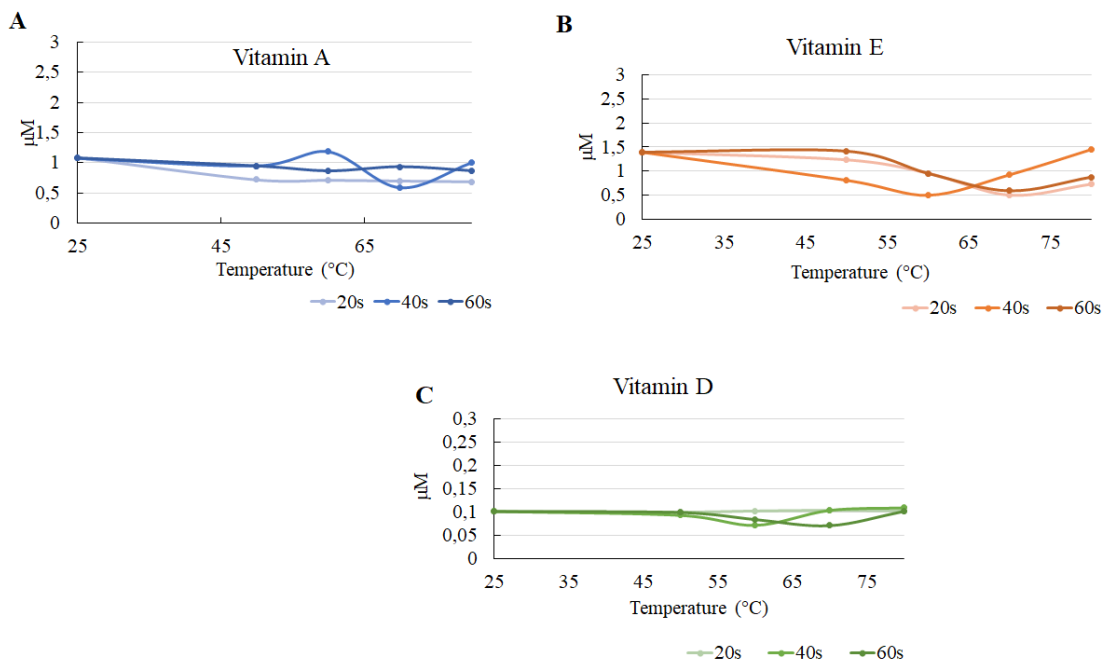 A
Vitamin A
3
2,5
2
1,5
1
0,5
0
µM
25 45 65
Temperature (°C)
20s 40s 60s
B
Vitamin E
3
2,5
2
1,5
1
0,5
0
µM
25 35 45 55 65 75
Temperature (°C)
20s 40s 60s
C
Vitamin D
0,3
0,25
0,2
0,15
0,1
0,05
0
µM
25 35 45 55 65 75
Temperature (°C)
20s 40s 60s